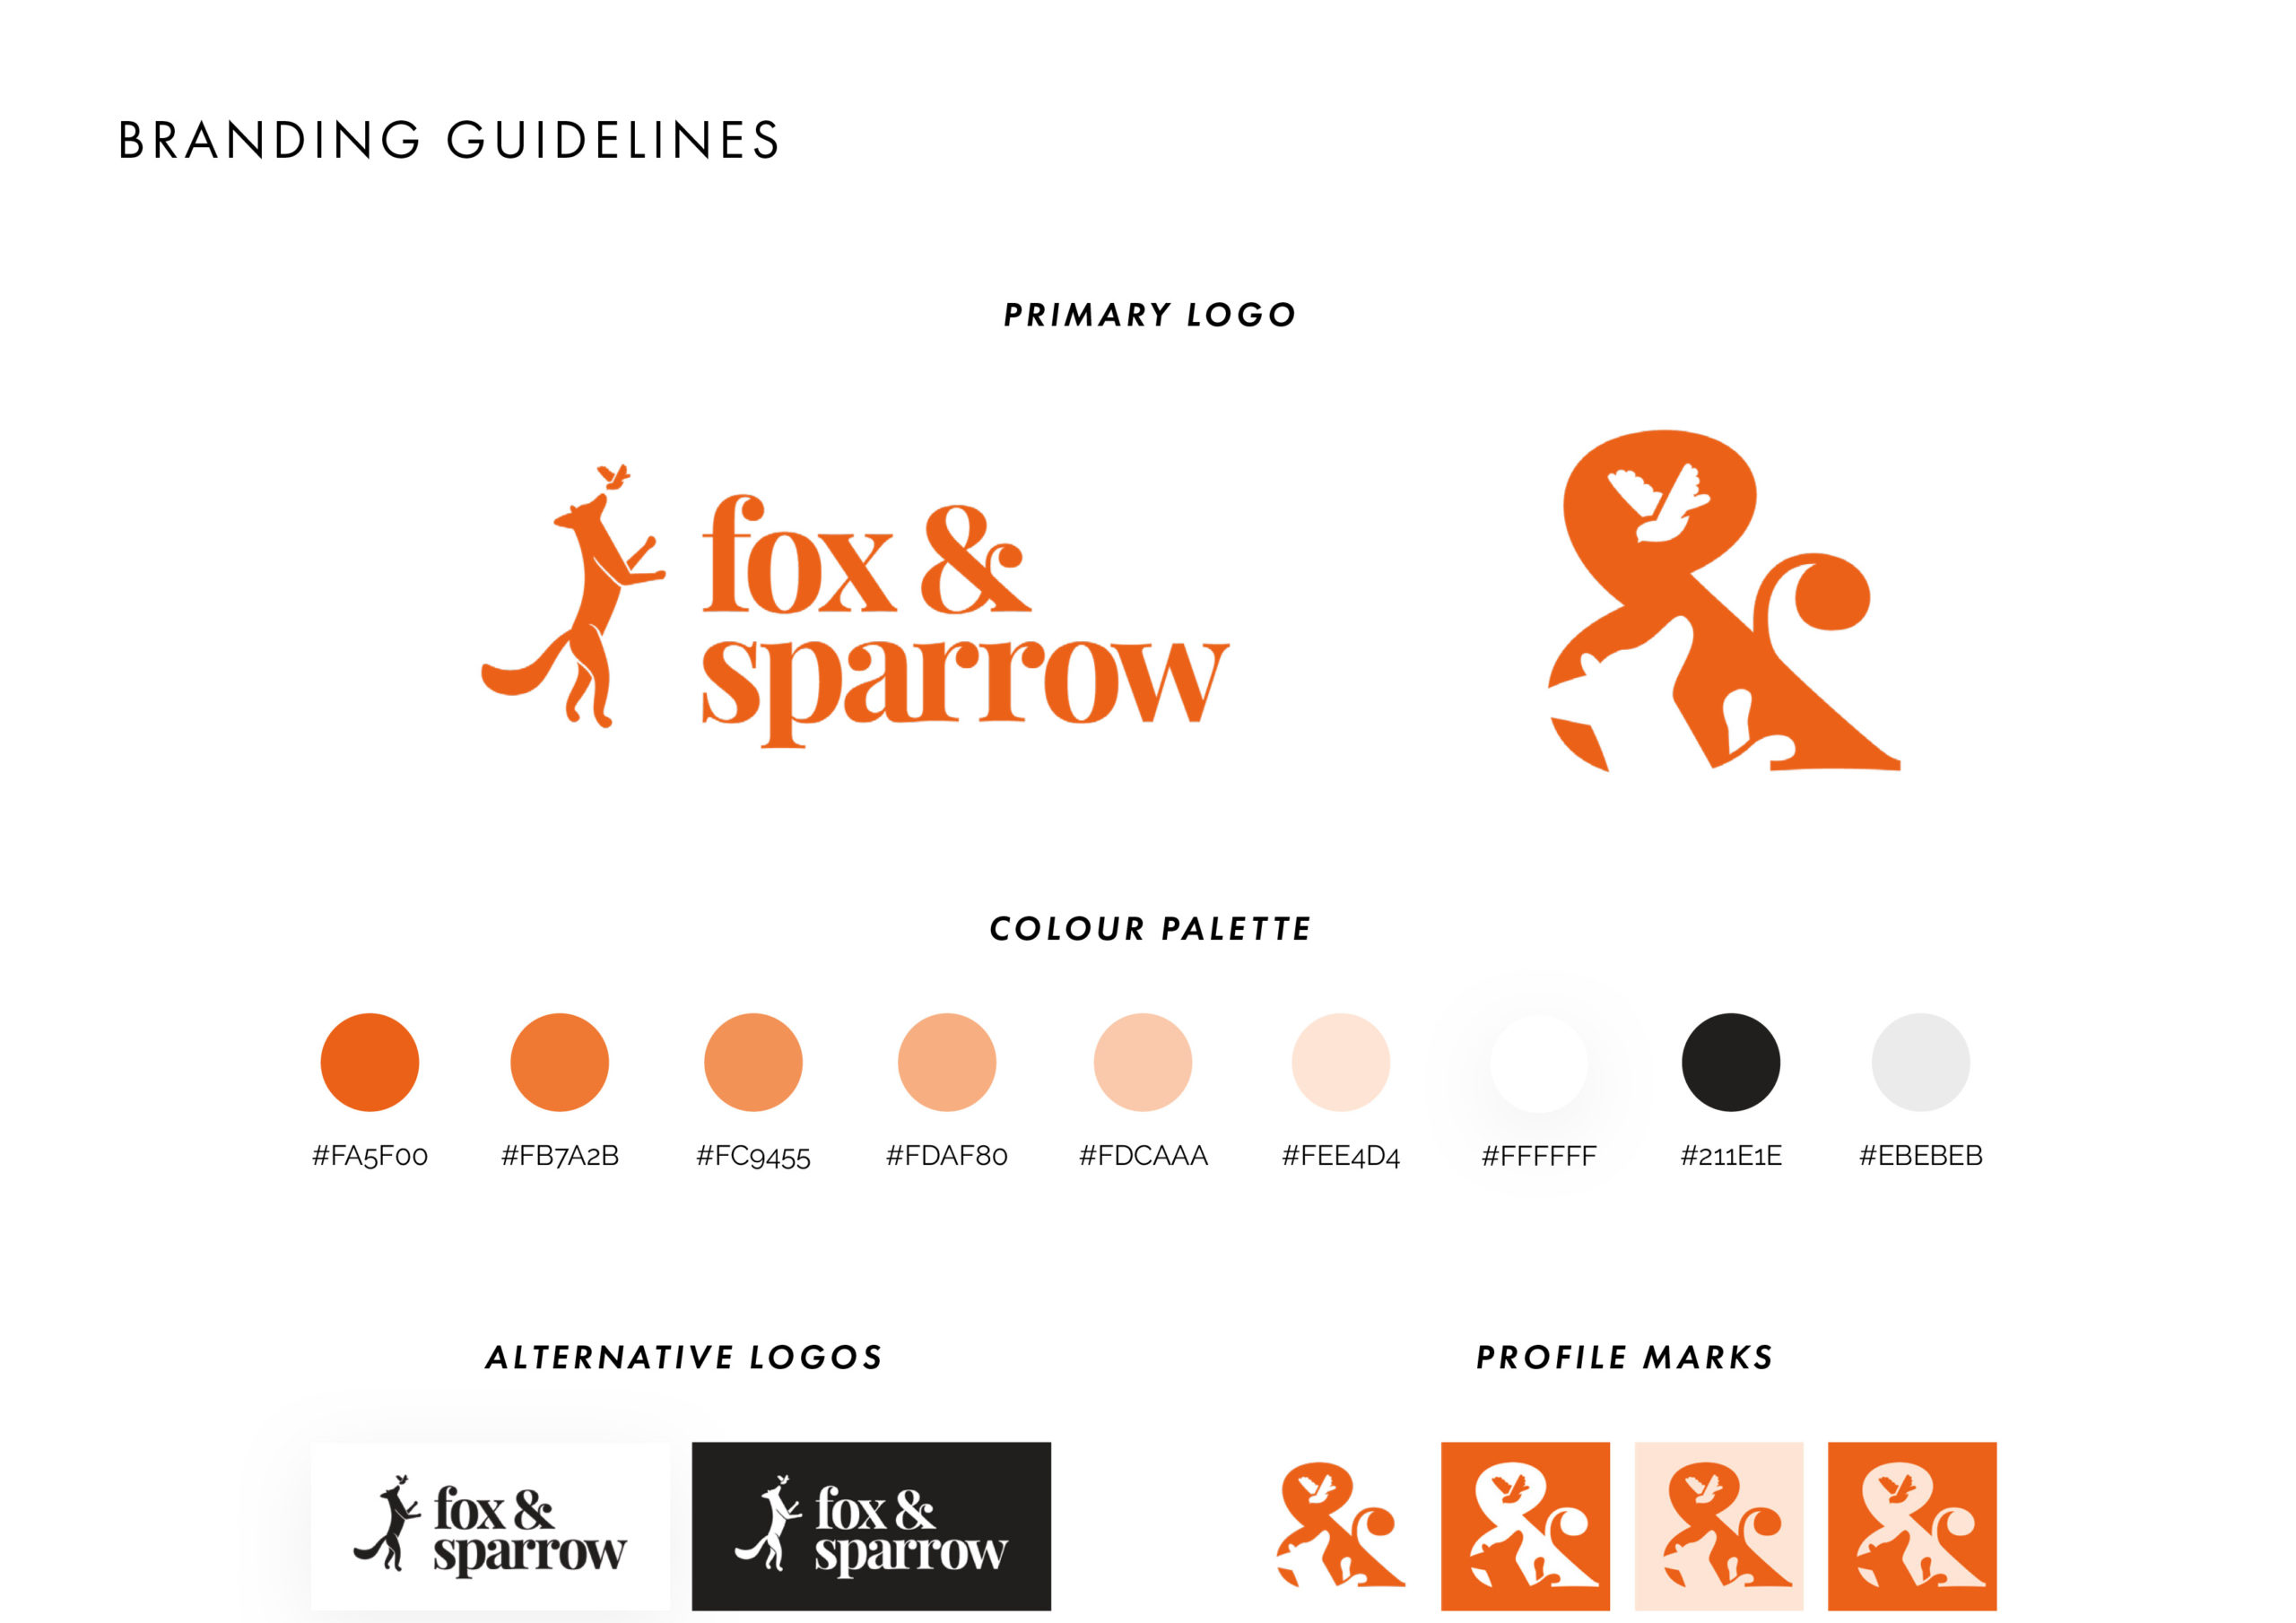 BRANDING GUIDELINES
PRIMARY LOGO
fox &
sparrow
&
COLOUR PALETTE
#FA5F00 #FB7A2B #FC9455 #FDAF80 #FDCAAA #FEE4D4 #FFFFFF #211E1E #EBEBEB
ALTERNATIVE LOGOS
fox &
sparrow
fox &
sparrow
PROFILE MARKS
& & & &